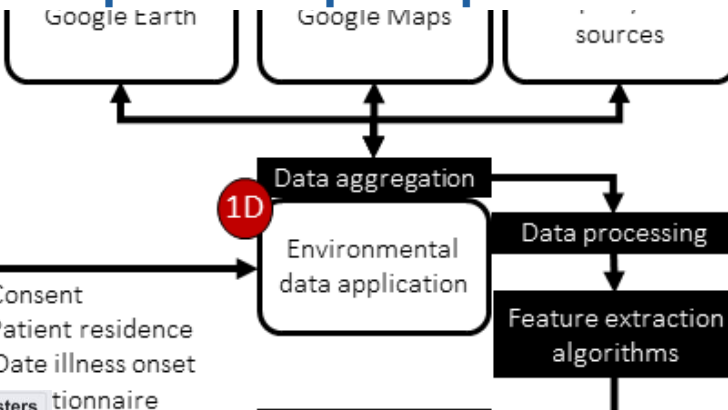 Google Earth
Google Maps
sources
Data aggregation
1D
Environmental
data application
Data processing
Feature extraction
algorithms
Consent
Patient residence
Date illness onset
tionnaire
sters